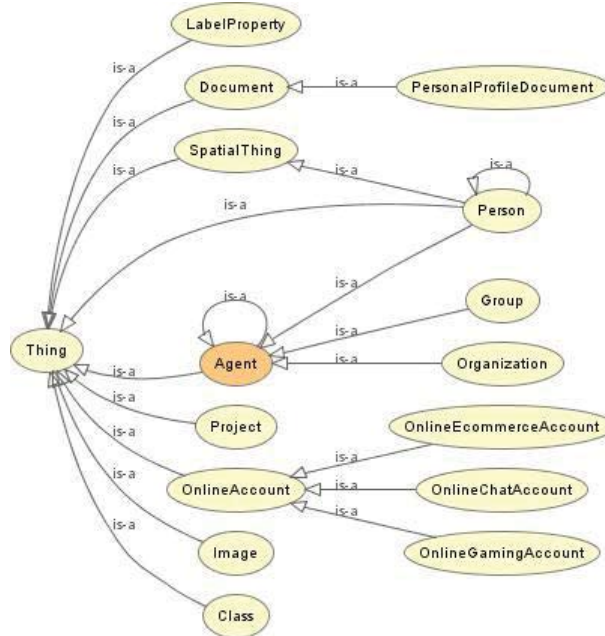 LabelProperty
is-a
Document
is-a
PersonalProfileDocument
is-a
SpatialThing
is-a
is-a
is-a
Person
is-a
is-a
is-a
Group
is-a
Thing
is-a
Agent
is-a
Organization
is-a
Project
is-a
OnlineEcommerceAccount
is-a
is-a
OnlineAccount
is-a
OnlineChatAccount
is-a
is-a
Image
OnlineGamingAccount
is-a
Class